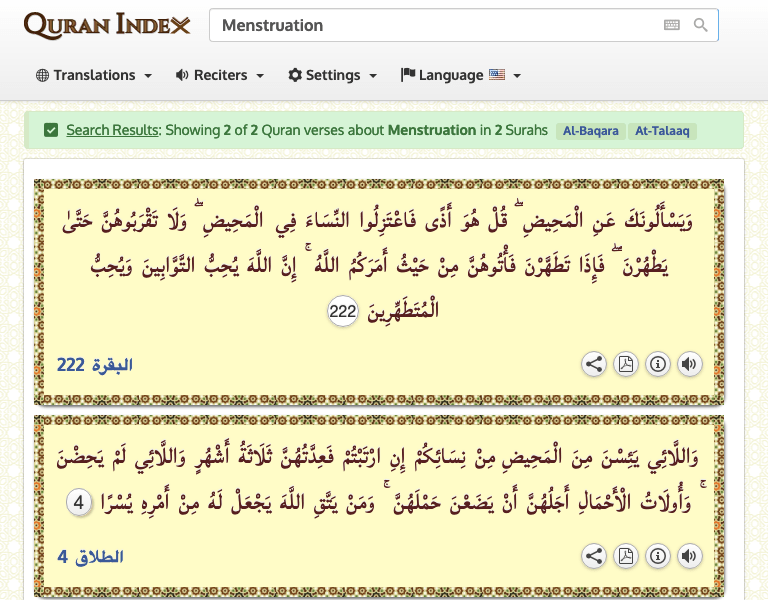 QURAN INDEX
Menstruation
Translations
Reciters
Settings
Language
Search Results: Showing 2 of 2 Quran verses about Menstruation in 2 Surahs Al-Baqara At-Talaaq
وَيَسْأَلُونَكَ عَنِ الْمَحِيضِ ۖ قُلْ هُوَ أَذًى فَاعْتَزِلُوا النِّسَاءَ فِي الْمَحِيضِ ۖ وَلَا تَقْرَبُوهُنَّ حَتَّىٰ
يَطْهُرْنَ ۖ فَإِذَا تَطَهَّرْنَ فَأْتُوهُنَّ مِنْ حَيْثُ أَمَرَكُمُ اللَّهُ ۚ إِنَّ اللَّهَ يُحِبُّ التَّوَّابِينَ وَيُحِبُّ
الْمُتَطَهِّرِينَ 222
البقرة 222
وَاللَّائِي يَئِسْنَ مِنَ الْمَحِيضِ مِنْ نِسَائِكُمْ إِنِ ارْتَبْتُمْ فَعِدَّتُهُنَّ ثَلَاثَةُ أَشْهُرٍ وَاللَّائِي لَمْ يَحِضْنَ
ۚ وَأُولَاتُ الْأَحْمَالِ أَجَلُهُنَّ أَنْ يَضَعْنَ حَمْلَهُنَّ ۚ وَمَنْ يَتَّقِ اللَّهَ يَجْعَلْ لَهُ مِنْ أَمْرِهِ يُسْرًا 4
الطلاق 4